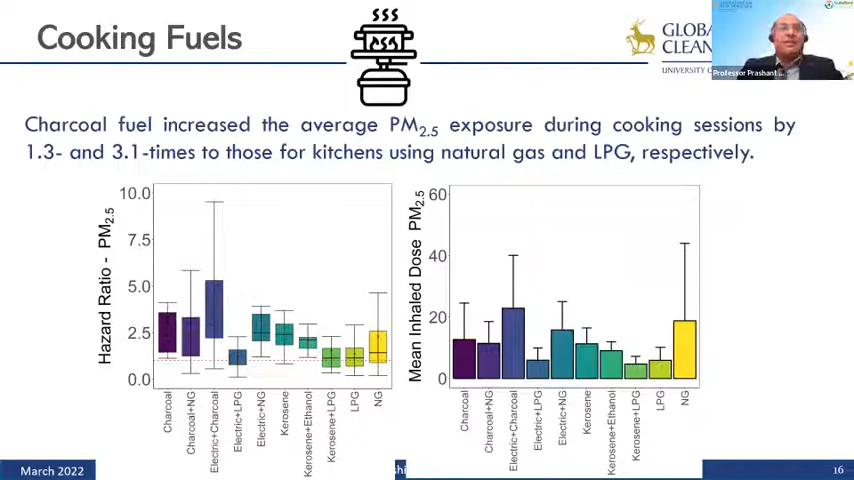 Cooking Fuels
GLOBA
CLEAN
UNIVERSITY O
Professor Prashant ...
Charcoal fuel increased the average PM2.5 exposure during cooking sessions by
1.3- and 3.1-times to those for kitchens using natural gas and LPG, respectively.
Hazard Ratio - PM2.5
10.0
7.5
5.0
2.5
0.0
Charcoal
Charcoal+NG
Electric+Charcoal
Electric+LPG
Electric+NG
Kerosene
Kerosene+Ethanol
Kerosene+LPG
LPG
NG
Mean Inhaled Dose PM2.5
60
40
20
0
Charcoal
Charcoal+NG
Electric+Charcoal
Electric+LPG
Electric+NG
Kerosene
Kerosene+Ethanol
Kerosene+LPG
LPG
NG
March 2022
shi
16